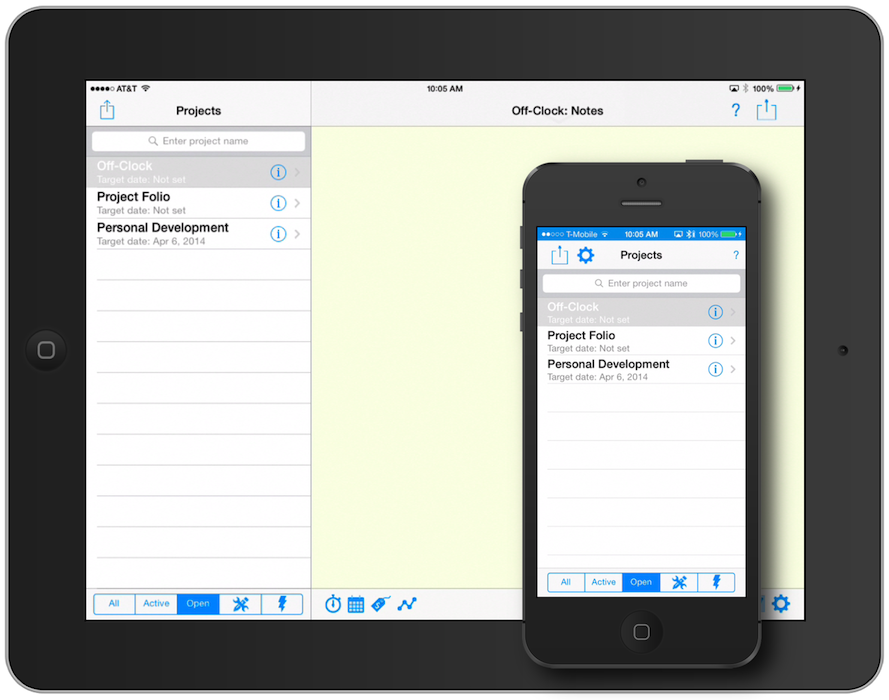 AT&T 10:05 AM 100%
Projects Off-Clock: Notes ?
Enter project name
Off-Clock
Target date: Not set
Project Folio
Target date: Not set
Personal Development
Target date: Apr 6, 2014
All Active Open
T-Mobile 10:05 AM 100%
Projects ?
Enter project name
Off-Clock
Target date: Not set
Project Folio
Target date: Not set
Personal Development
Target date: Apr 6, 2014
All Active Open